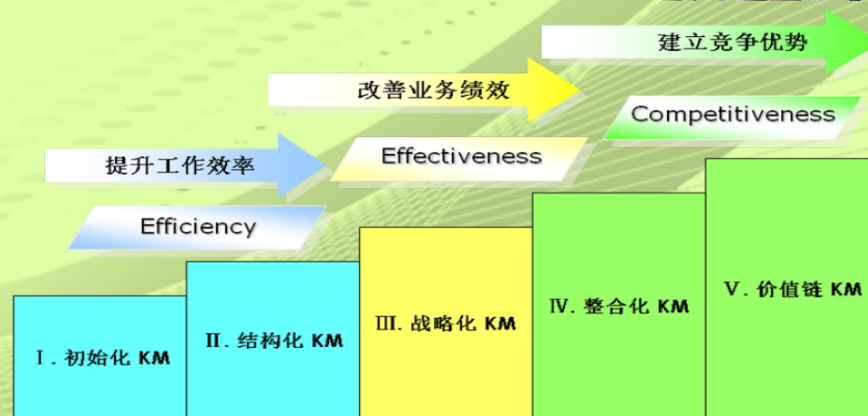 建立竞争优势
改善业务绩效
Competitiveness
Effectiveness
提升工作效率
Efficiency
Ⅰ. 初始化 KM
Ⅱ. 结构化 KM
Ⅲ. 战略化 KM
Ⅳ. 整合化 KM
Ⅴ. 价值链 KM